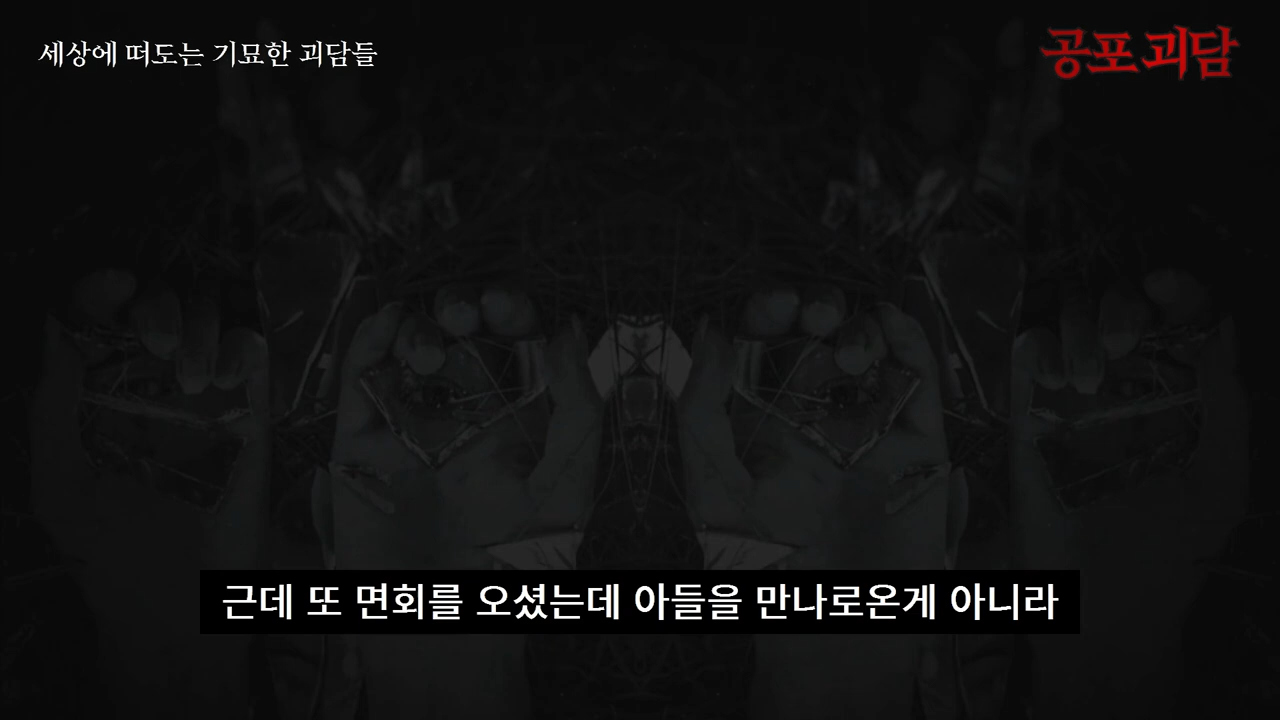 세상에 떠도는 기묘한 괴담들
공포괴담
근데 또 면회를 오셨는데 아들을 만나로온게 아니라